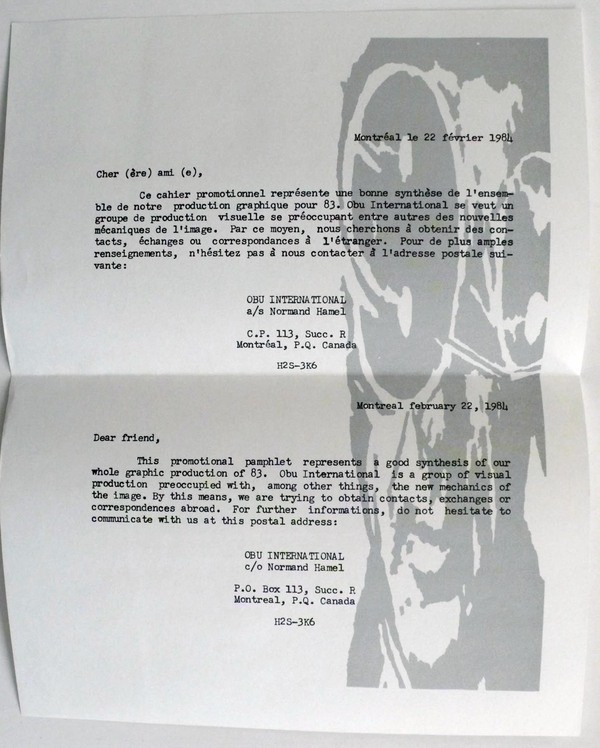 Montréal le 22 février 1984
Cher (ère) ami (e),
Ce cahier promotionnel représente une bonne synthèse de l'ensem-
ble de notre production graphique pour 83. Obu International se veut un
groupe de production visuelle se préoccupant entre autres des nouvelles
mécaniques de l'image. Par ce moyen, nous cherchons à obtenir des con-
tacts, échanges ou correspondances à l'étranger. Pour de plus amples
renseignements, n'hésitez pas à nous contacter à l'adresse postale sui-
vante:
OBU INTERNATIONAL
a/s Normand Hamel
C.P. 113, Succ. R
Montréal, P.Q. Canada
H2S-3K6
Montreal february 22, 1984
Dear friend,
This promotional pamphlet represents a good synthesis of our
whole graphic production of 83. Obu International is a group of visual
production preoccupied with, among other things, the new mechanics of
the image. By this means, we are trying to obtain contacts, exchanges or
correspondences abroad. For further informations, do not hesitate to
communicate with us at this postal address:
OBU INTERNATIONAL
c/o Normand Hamel
P.O. Box 113, Succ. R
Montreal, P.Q. Canada
H2S-3K6